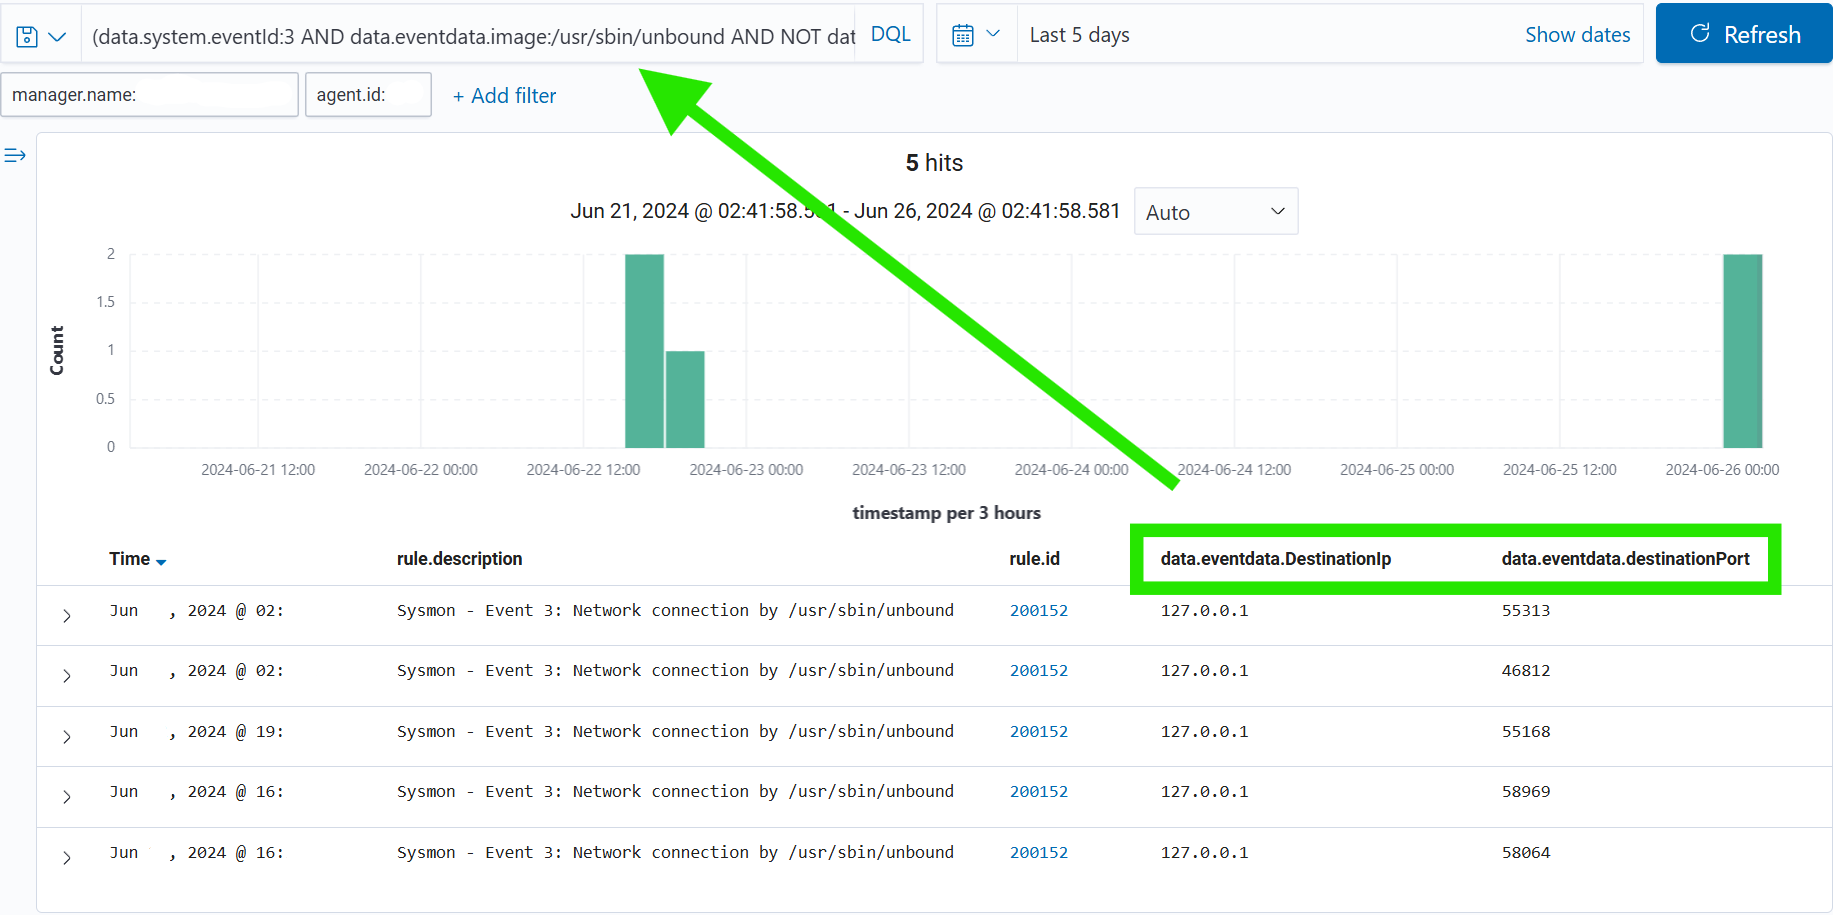 (data.system.eventId:3 AND data.eventdata.image:/usr/sbin/unbound AND NOT dat DQL Last 5 days Show dates Refresh
manager.name: agent.id: + Add filter
5 hits
Jun 21, 2024 @ 02:41:58.581 - Jun 26, 2024 @ 02:41:58.581 Auto
Count
2
1.5
1
0.5
0
2024-06-21 12:00 2024-06-22 00:00 2024-06-22 12:00 2024-06-23 00:00 2024-06-23 12:00 2024-06-24 00:00 2024-06-24 12:00 2024-06-25 00:00 2024-06-25 12:00 2024-06-26 00:00
timestamp per 3 hours
Time rule.description rule.id data.eventdata.DestinationIp data.eventdata.destinationPort
Jun , 2024 @ 02: Sysmon - Event 3: Network connection by /usr/sbin/unbound 200152 127.0.0.1 55313
Jun , 2024 @ 02: Sysmon - Event 3: Network connection by /usr/sbin/unbound 200152 127.0.0.1 46812
Jun , 2024 @ 19: Sysmon - Event 3: Network connection by /usr/sbin/unbound 200152 127.0.0.1 55168
Jun , 2024 @ 16: Sysmon - Event 3: Network connection by /usr/sbin/unbound 200152 127.0.0.1 58969
Jun , 2024 @ 16: Sysmon - Event 3: Network connection by /usr/sbin/unbound 200152 127.0.0.1 58064